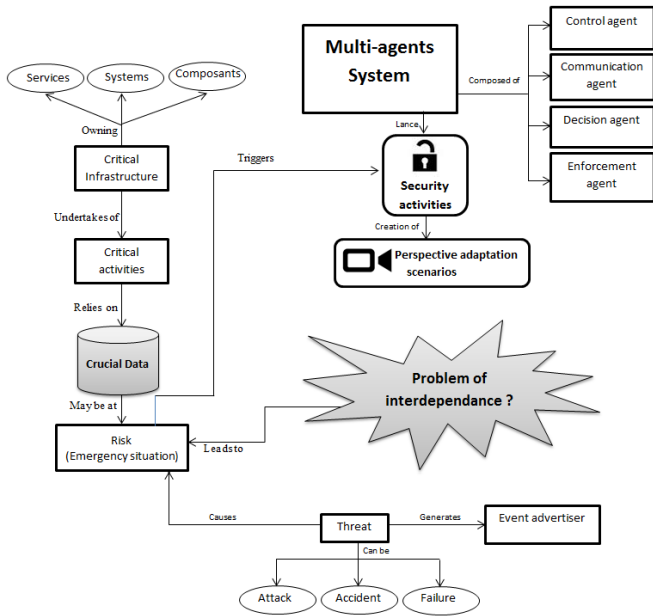 Services
Systems
Composants
Owning
Critical
Infrastructure
Undertakes of
Critical
activities
Relies on
Crucial Data
May be at
Risk
(Emergency situation)
Triggers
Multi-agents
System
Composed of
Control agent
Communication
agent
Decision agent
Enforcement
agent
Lance
Security
activities
Creation of
Perspective adaptation
scenarios
Problem of
interdependance ?
Leads to
Causes
Threat
Generates
Event advertiser
Can be
Attack
Accident
Failure